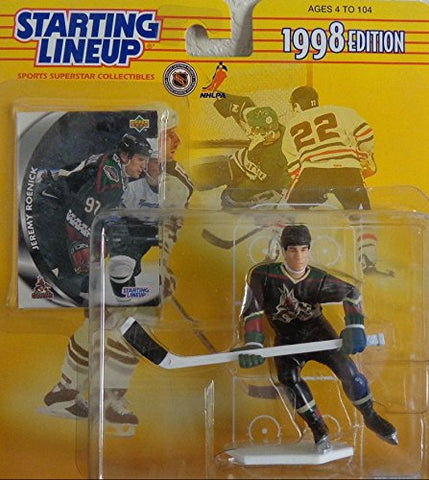 STARTING
LINEUP
SPORTS SUPERSTAR COLLECTIBLES
AGES 4 TO 104
1998 EDITION
NHLPA
22
JEREMY ROENICK
97
STARTING
LINEUP